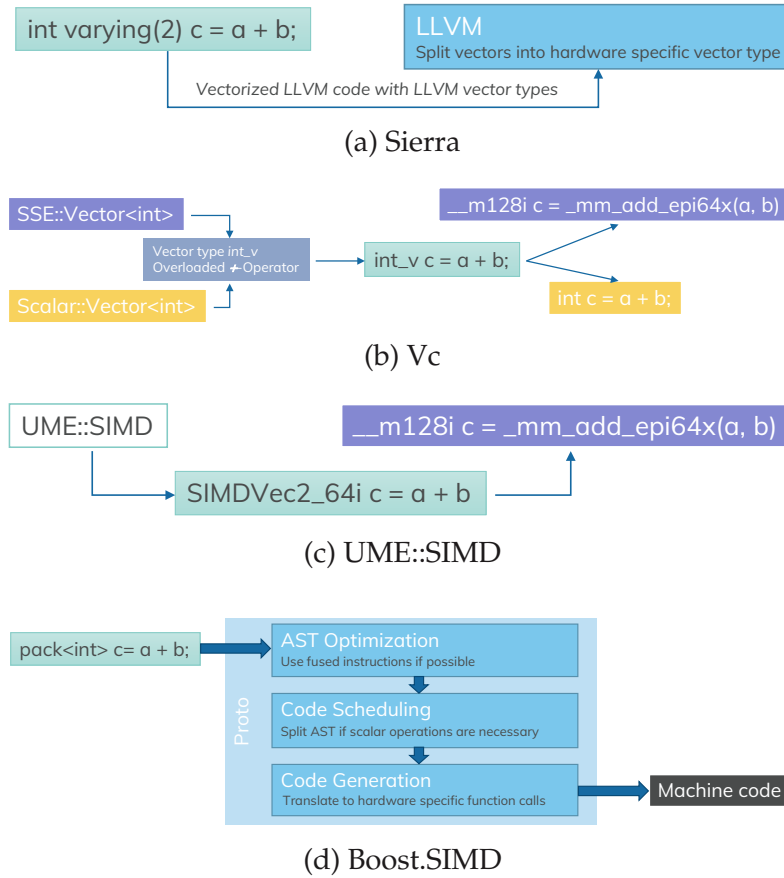 int varying(2) c = a + b;
LLVM
Split vectors into hardware specific vector type
Vectorized LLVM code with LLVM vector types
(a) Sierra
SSE::Vector<int>
__m128i c = _mm_add_epi64x(a, b)
Vector type int_v
Overloaded +-Operator
int_v c = a + b;
Scalar::Vector<int>
int c = a + b;
(b) Vc
UME::SIMD
__m128i c = _mm_add_epi64x(a, b)
SIMDVec2_64i c = a + b
(c) UME::SIMD
pack<int> c= a + b;
Proto
AST Optimization
Use fused instructions if possible
Code Scheduling
Split AST if scalar operations are necessary
Code Generation
Translate to hardware specific function calls
Machine code
(d) Boost.SIMD